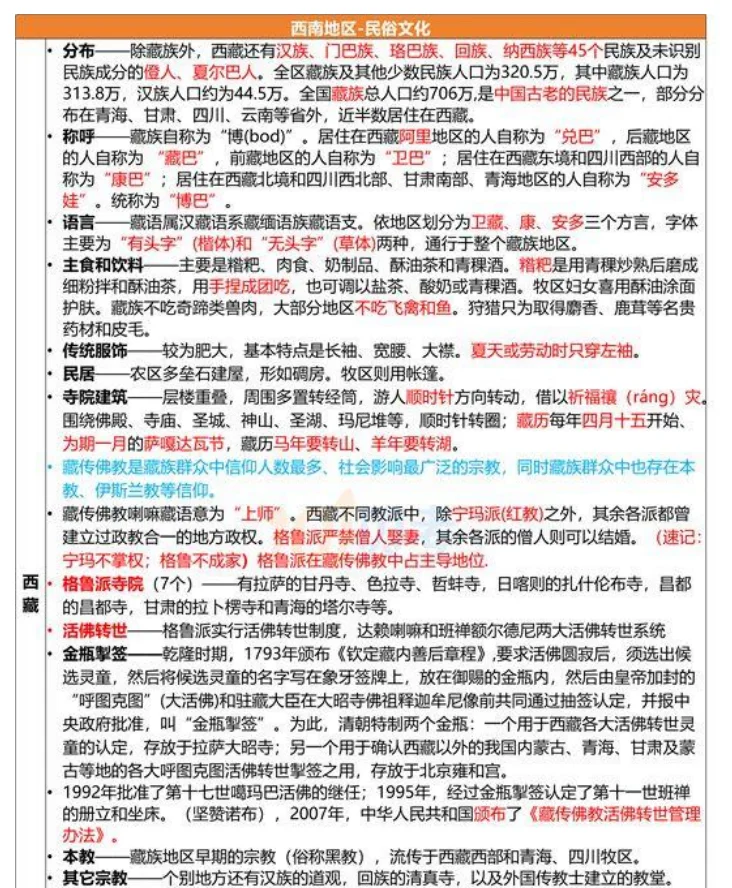 西南地区-民俗文化
• 分布——除藏族外，西藏还有汉族、门巴族、珞巴族、回族、纳西族等45个民族及未识别
民族成分的僜人、夏尔巴人。全区藏族及其他少数民族人口为320.5万，其中藏族人口为
313.8万，汉族人口约为44.5万。全国藏族总人口约706万,是中国古老的民族之一，部分分
布在青海、甘肃、四川、云南等省外，近半数居住在西藏。
• 称呼——藏族自称为“博(bod)”。居住在西藏阿里地区的人自称为“兑巴”，后藏地区
的人自称为 “藏巴”，前藏地区的人自称为“卫巴”；居住在西藏东境和四川西部的人自
称为“康巴”；居住在西藏北境和四川西北部、甘肃南部、青海地区的人自称为“安多
娃”。统称为“博巴”。
• 语言——藏语属汉藏语系藏缅语族藏语支。依地区划分为卫藏、康、安多三个方言，字体
主要为“有头字”(楷体)和“无头字”(草体)两种，通行于整个藏族地区。
• 主食和饮料——主要是糌粑、肉食、奶制品、酥油茶和青稞酒。糌粑是用青稞炒熟后磨成
细粉拌和酥油茶，用手捏成团吃，也可调以盐茶、酸奶或青稞酒。牧区妇女喜用酥油涂面
护肤。藏族不吃奇蹄类兽肉，大部分地区不吃飞禽和鱼。狩猎只为取得麝香、鹿茸等名贵
药材和皮毛。
• 传统服饰——较为肥大，基本特点是长袖、宽腰、大襟。夏天或劳动时只穿左袖。
• 民居——农区多垒石建屋，形如碉房。牧区则用帐篷。
• 寺院建筑——层楼重叠，周围多置转经筒，游人顺时针方向转动，借以祈福禳（ráng）灾。
围绕佛殿、寺庙、圣城、神山、圣湖、玛尼堆等，顺时针转圈；藏历每年四月十五开始、
为期一月的萨嘎达瓦节，藏历马年要转山、羊年要转湖。
• 藏传佛教是藏族群众中信仰人数最多、社会影响最广泛的宗教，同时藏族群众中也存在本
教、伊斯兰教等信仰。
• 藏传佛教喇嘛藏语意为“上师”。西藏不同教派中，除宁玛派(红教)之外，其余各派都曾
建立过政教合一的地方政权。格鲁派严禁僧人娶妻，其余各派的僧人则可以结婚。（速记：
宁玛不掌权；格鲁不成家）格鲁派在藏传佛教中占主导地位.
西藏
• 格鲁派寺院（7个）——有拉萨的甘丹寺、色拉寺、哲蚌寺，日喀则的扎什伦布寺，昌都
的昌都寺，甘肃的拉卜楞寺和青海的塔尔寺等。
• 活佛转世——格鲁派实行活佛转世制度，达赖喇嘛和班禅额尔德尼两大活佛转世系统
• 金瓶掣签——乾隆时期，1793年颁布《钦定藏内善后章程》,要求活佛圆寂后，须选出候
选灵童，然后将候选灵童的名字写在象牙签牌上，放在御赐的金瓶内，然后由皇帝加封的
“呼图克图”(大活佛)和驻藏大臣在大昭寺佛祖释迦牟尼像前共同通过抽签认定，并报中
央政府批准，叫“金瓶掣签”。为此，清朝特制两个金瓶：一个用于西藏各大活佛转世灵
童的认定，存放于拉萨大昭寺；另一个用于确认西藏以外的我国内蒙古、青海、甘肃及蒙
古等地的各大呼图克图活佛转世掣签之用，存放于北京雍和宫。
• 1992年批准了第十七世噶玛巴活佛的继任；1995年，经过金瓶掣签认定了第十一世班禅
的册立和坐床。（坚赞诺布），2007年，中华人民共和国颁布了《藏传佛教活佛转世管理
办法》。
• 本教——藏族地区早期的宗教（俗称黑教），流传于西藏西部和青海、四川牧区。
• 其它宗教——个别地方还有汉族的道观，回族的清真寺，以及外国传教士建立的教堂。